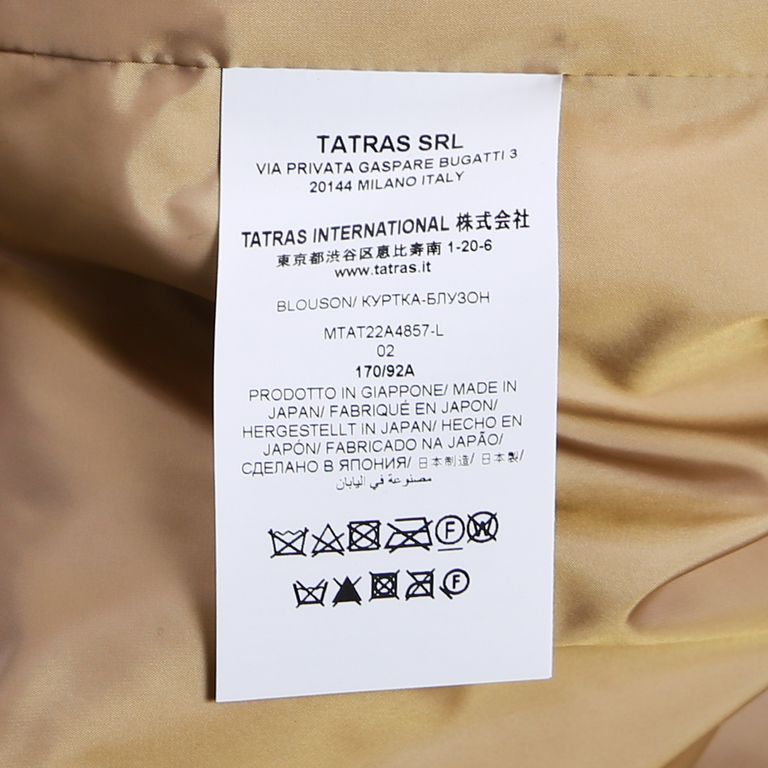 TATRAS SRL
VIA PRIVATA GASPARE BUGATTI 3
20144 MILANO ITALY
TATRAS INTERNATIONAL 株式会社
東京都渋谷区恵比寿南 1-20-6
www.tatras.it
BLOUSON/ КУРТКА-БЛУЗОН
MTAT22A4857-L
02
170/92A
PRODOTTO IN GIAPPONE/ MADE IN
JAPAN/ FABRIQUÉ EN JAPON/
HERGESTELLT IN JAPAN/ HECHO EN
JAPÓN/ FABRICADO NA JAPÃO/
СДЕЛАНО В ЯПОНИЯ/ 日本制造/ 日本製/
مصنوعة في اليابان
F W
F